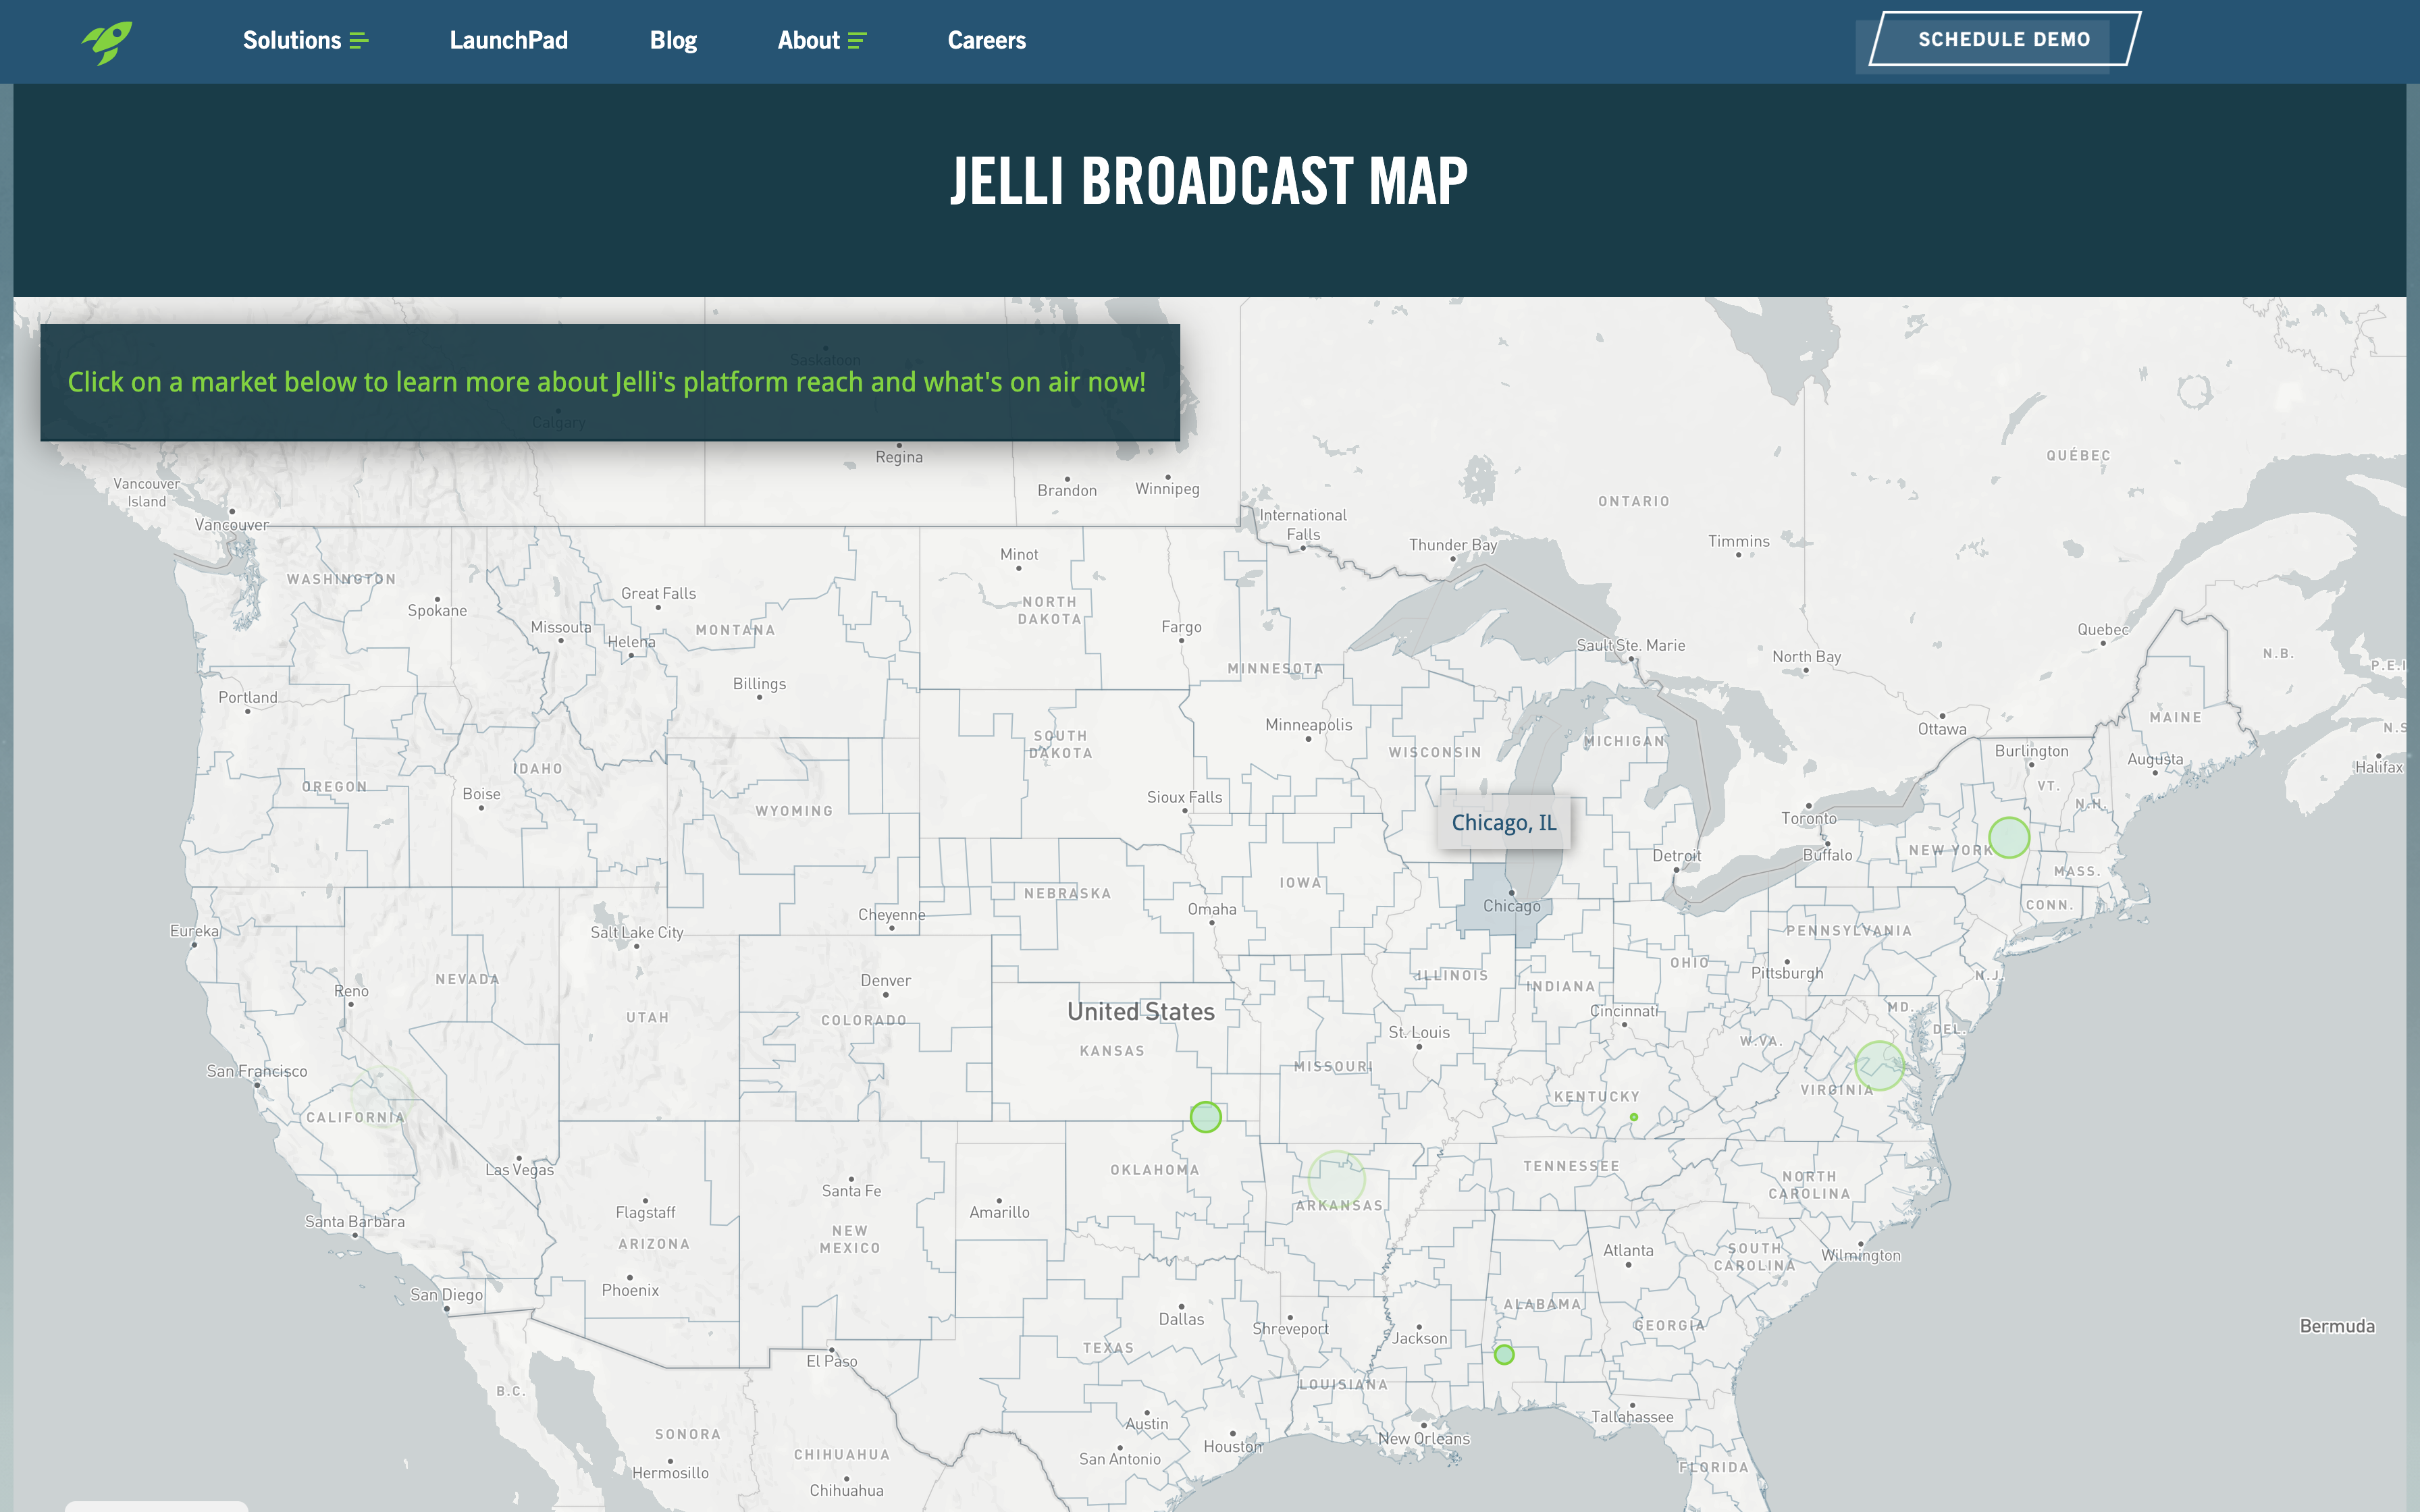 Solutions
LaunchPad
Blog
About
Careers
SCHEDULE DEMO
JELLI BROADCAST MAP
Saskatoon
Click on a market below to learn more about Jelli's platform reach and what's on air now!
Calgary
Regina
Brandon
Winnipeg
Vancouver
Island
Vancouver
QUÉBEC
ONTARIO
International
Falls
Thunder Bay
Timmins
Minot
WASHINGTON
Spokane
Great Falls
NORTH
DAKOTA
Missoula
Helena
MONTANA
Fargo
Quebec
Sault Ste. Marie
North Bay
N.B.
P.E.I
MINNESOTA
Billings
Portland
Minneapolis
SOUTH
DAKOTA
WISCONSIN
MICHIGAN
Ottawa
MAINE
N.S
Burlington
Augusta
Halifax
IDAHO
OREGON
Boise
WYOMING
Sioux Falls
VT.
N.H.
Toronto
Chicago, IL
Detroit
Buffalo
NEW YORK
MASS.
IOWA
NEBRASKA
Chicago
CONN.
Omaha
Cheyenne
Eureka
Salt Lake City
PENNSYLVANIA
OHIO
Pittsburgh
N.J.
ILLINOIS
INDIANA
NEVADA
Reno
Denver
United States
UTAH
COLORADO
Cincinnati
MD.
DEL.
St. Louis
W.VA.
KANSAS
MISSOURI
San Francisco
KENTUCKY
VIRGINIA
CALIFORNIA
Las Vegas
OKLAHOMA
TENNESSEE
NORTH
CAROLINA
Santa Fe
ARKANSAS
Santa Barbara
Flagstaff
Amarillo
NEW
MEXICO
ARIZONA
Atlanta
SOUTH
CAROLINA
Wilmington
Phoenix
San Diego
ALABAMA
Dallas
Shreveport
Jackson
GEORGIA
Bermuda
TEXAS
El Paso
LOUISIANA
B.C.
Austin
Tallahassee
SONORA
New Orleans
Houston
CHIHUAHUA
San Antonio
Hermosillo
FLORIDA
Chihuahua